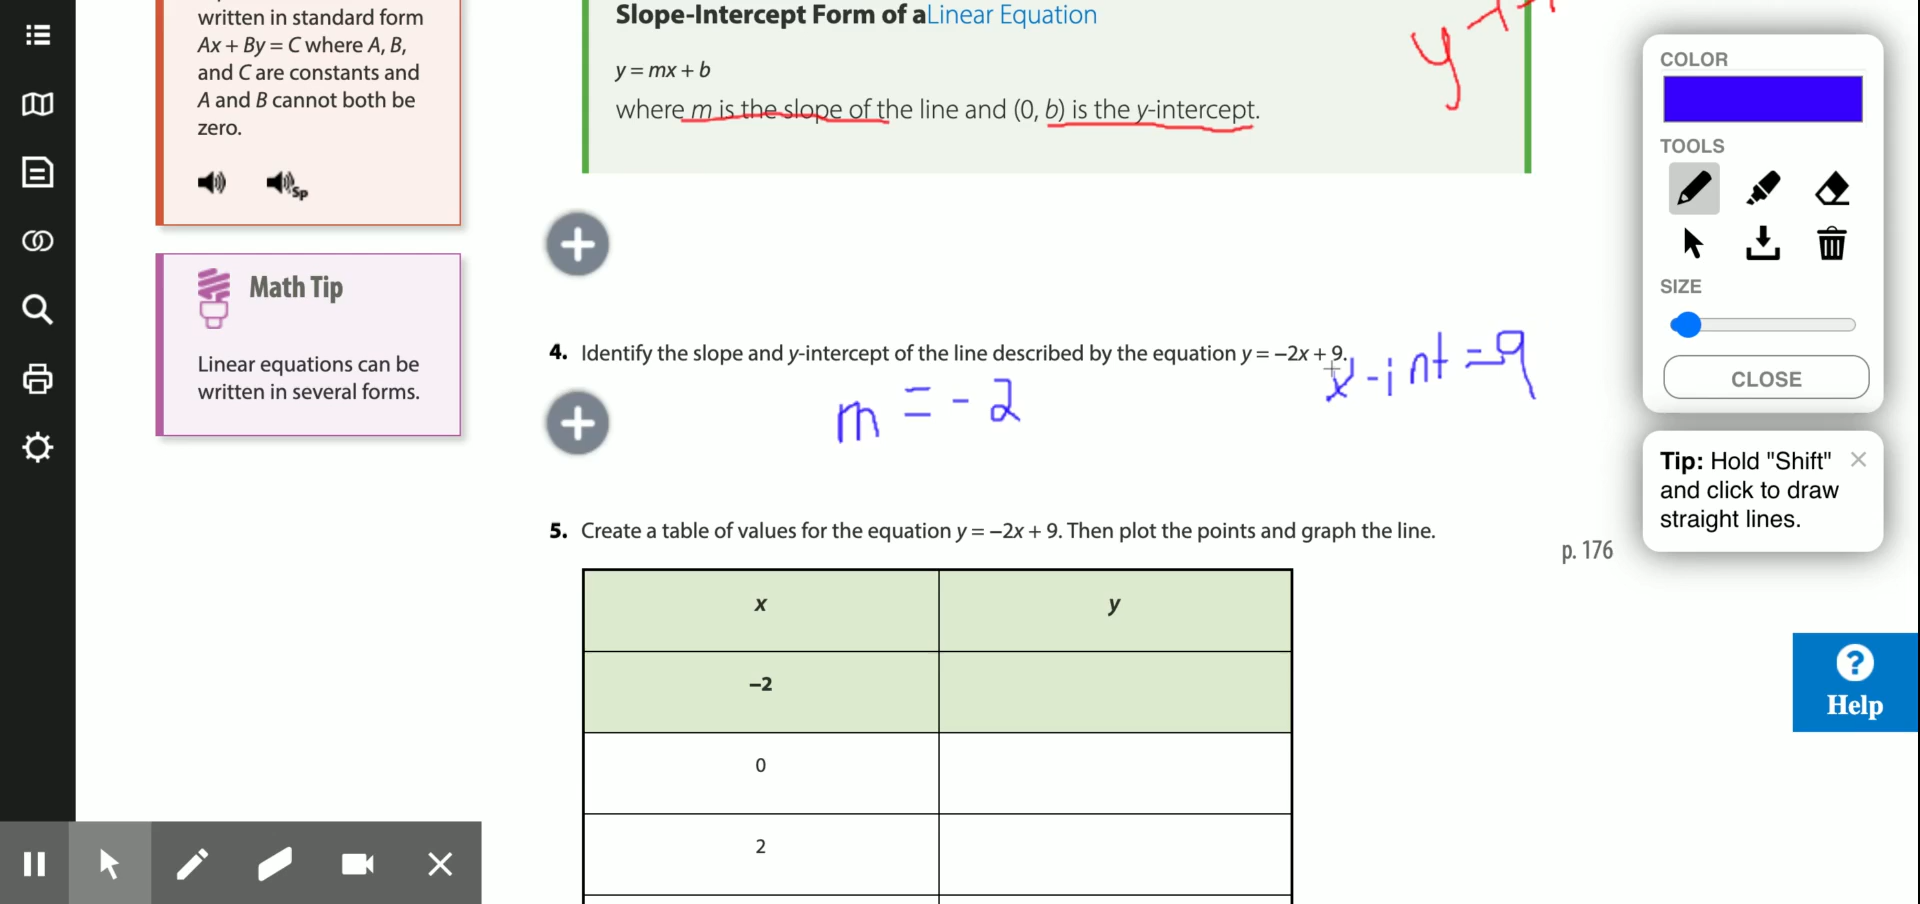 written in standard form
Ax + By = C where A, B,
and C are constants and
A and B cannot both be
zero.
Sp
Math Tip
Linear equations can be
written in several forms.
Slope-Intercept Form of a Linear Equation
y = mx + b
where m is the slope of the line and (0, b) is the y-intercept.
y
4. Identify the slope and y-intercept of the line described by the equation y = −2x + 9.
m = - 2
y-int = 9
5. Create a table of values for the equation y = −2x + 9. Then plot the points and graph the line.
p. 176
x y
−2
0
2
COLOR
TOOLS
SIZE
CLOSE
Tip: Hold "Shift"
and click to draw
straight lines.
?
Help